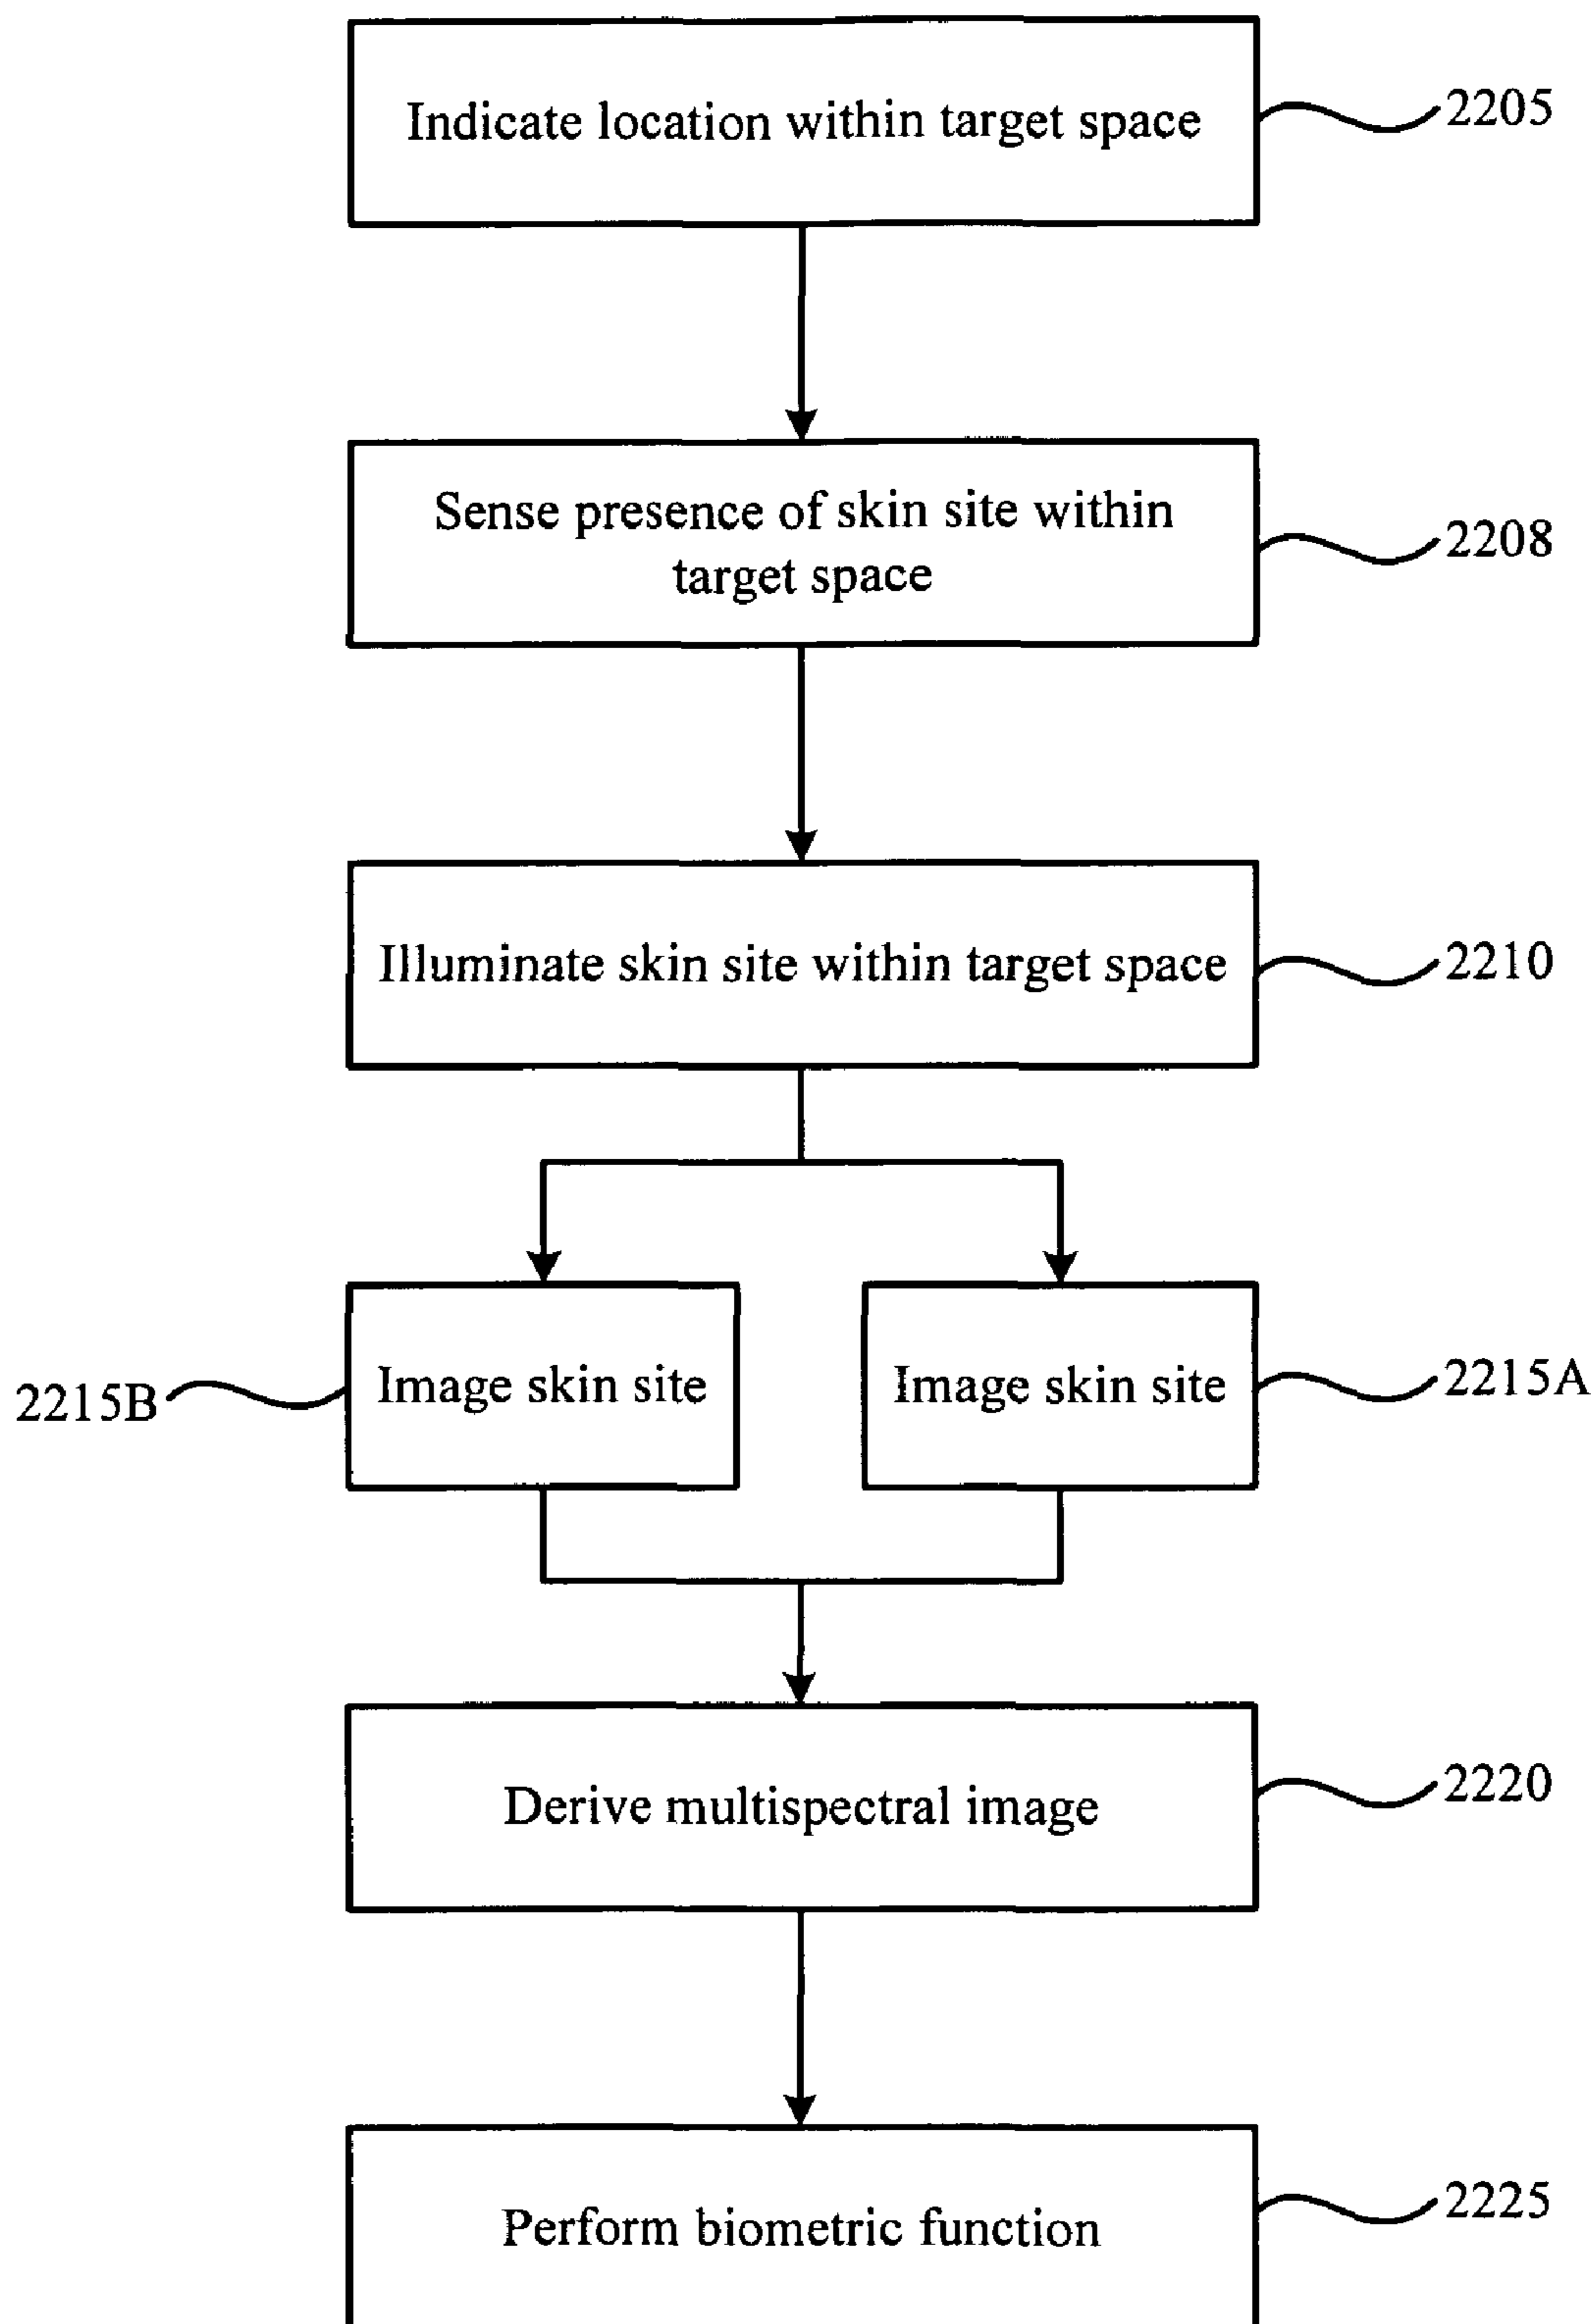 Indicate location within target space
2205
Sense presence of skin site within
target space
2208
Illuminate skin site within target space
2210
2215B
Image skin site
Image skin site
2215A
Derive multispectral image
2220
Perform biometric function
2225